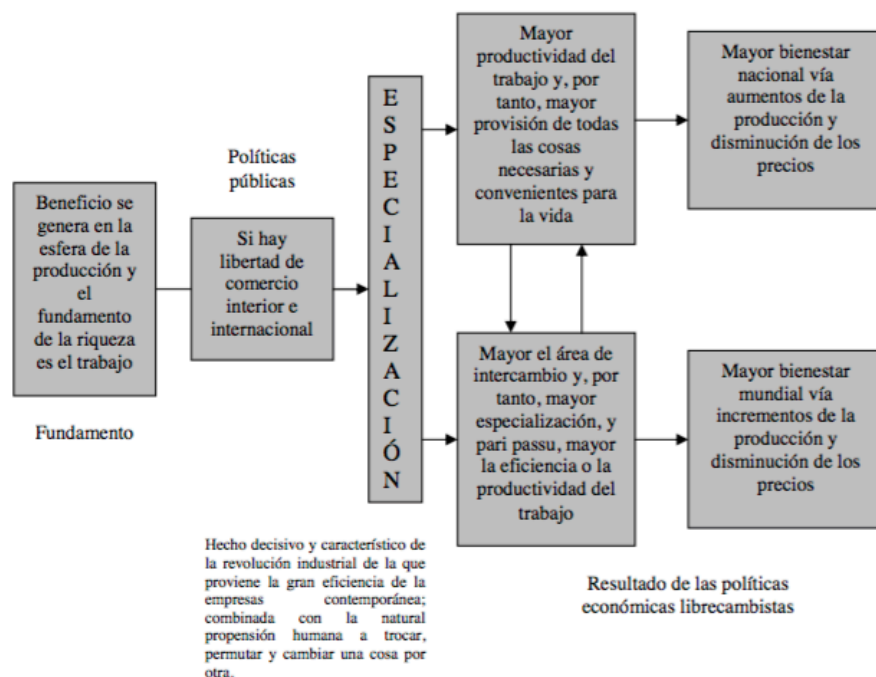 Beneficio se
genera en la
esfera de la
producción y
el
fundamento
de la riqueza
es el trabajo
Fundamento
Políticas
públicas
Si hay
libertad de
comercio
interior e
internacional
E
S
P
E
C
I
A
L
I
Z
A
C
I
Ó
N
Hecho decisivo y característico de
la revolución industrial de la que
proviene la gran eficiencia de la
empresas contemporánea;
combinada con la natural
propensión humana a trocar,
permutar y cambiar una cosa por
otra.
Mayor
productividad del
trabajo y, por
tanto, mayor
provisión de todas
las cosas
necesarias y
convenientes para
la vida
Mayor el área de
intercambio y, por
tanto, mayor
especialización, y
pari passu, mayor
la eficiencia o la
productividad del
trabajo
Mayor bienestar
nacional vía
aumentos de la
producción y
disminución de los
precios
Mayor bienestar
mundial vía
incrementos de la
producción y
disminución de los
precios
Resultado de las políticas
económicas librecambistas